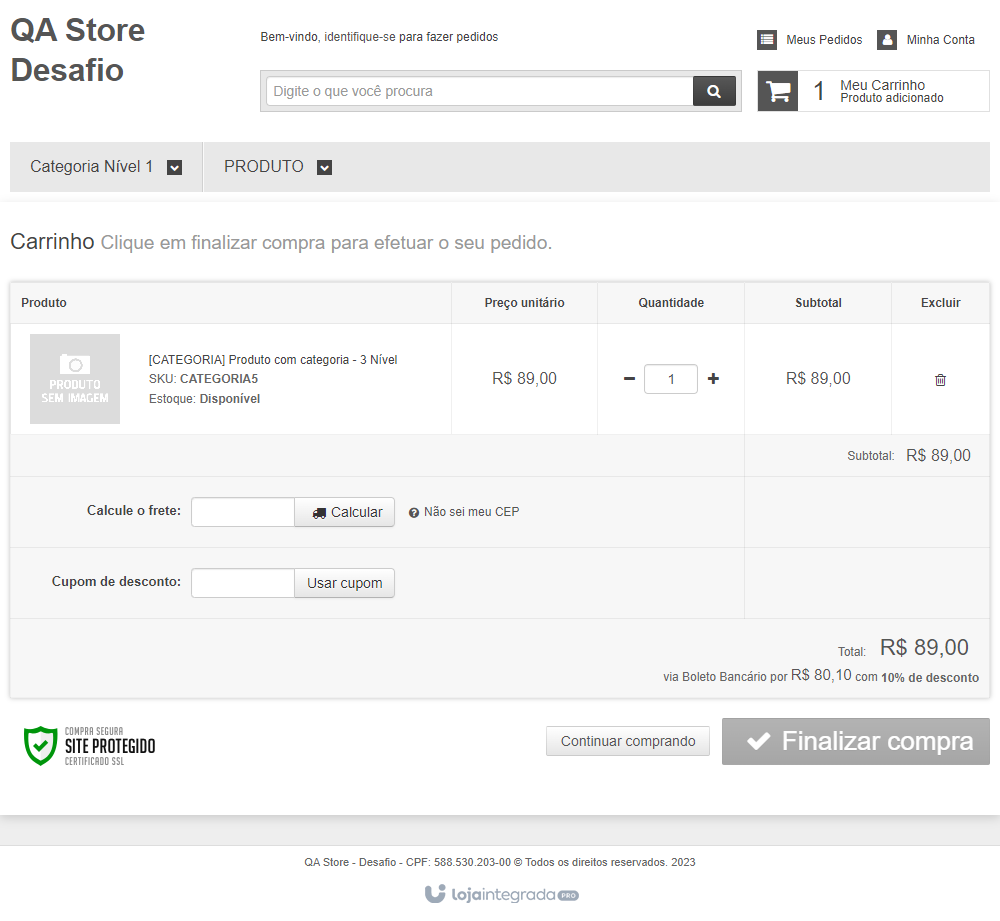 QA Store
Desafio
Bem-vindo, identifique-se para fazer pedidos
Meus Pedidos
Minha Conta
Digite o que você procura
1
Meu Carrinho
Produto adicionado
Categoria Nível 1
PRODUTO
Carrinho Clique em finalizar compra para efetuar o seu pedido.
Produto
Preço unitário
Quantidade
Subtotal
Excluir
PRODUTO
SEM IMAGEM
[CATEGORIA] Produto com categoria - 3 Nível
SKU: CATEGORIA5
Estoque: Disponível
R$ 89,00
1
R$ 89,00
Subtotal: R$ 89,00
Calcule o frete:
Calcular
Não sei meu CEP
Cupom de desconto:
Usar cupom
Total: R$ 89,00
via Boleto Bancário por R$ 80,10 com 10% de desconto
COMPRA SEGURA
SITE PROTEGIDO
CERTIFICADO SSL
Continuar comprando
Finalizar compra
QA Store - Desafio - CPF: 588.530.203-00 © Todos os direitos reservados. 2023
lojaintegrada PRO